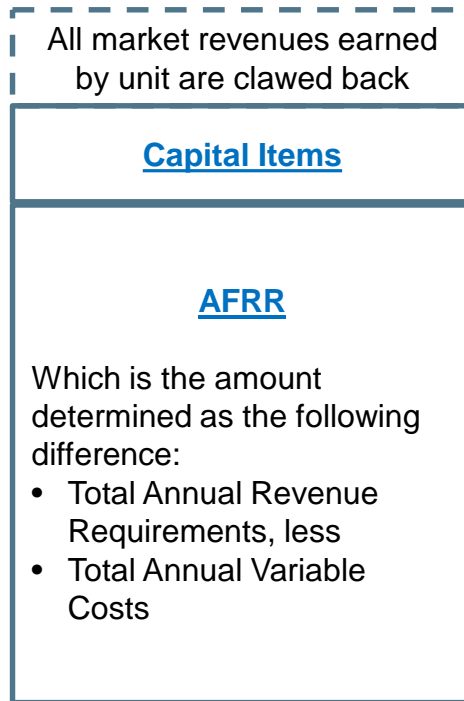 All market revenues earned
by unit are clawed back
Capital Items
AFRR
Which is the amount
determined as the following
difference:
• Total Annual Revenue
Requirements, less
• Total Annual Variable
Costs